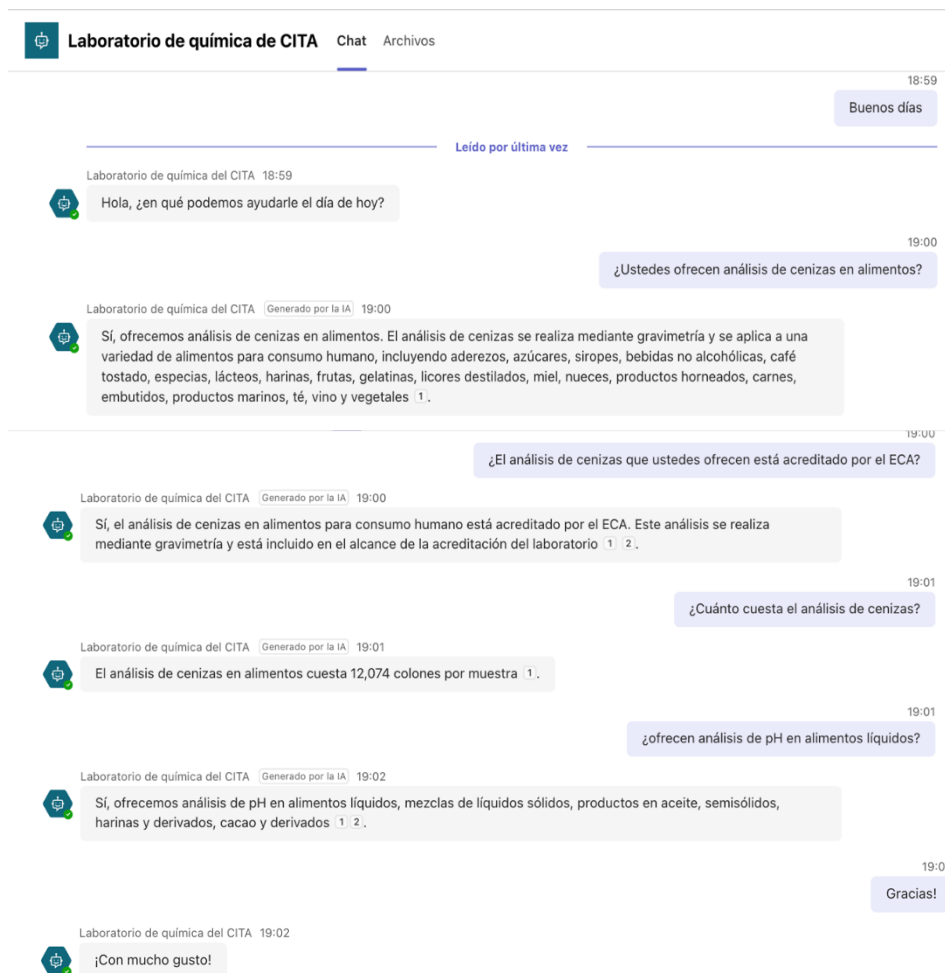 Laboratorio de química de CITA Chat Archivos
18:59
Buenos días
Leído por última vez
Laboratorio de química del CITA 18:59
Hola, ¿en qué podemos ayudarle el día de hoy?
19:00
¿Ustedes ofrecen análisis de cenizas en alimentos?
Laboratorio de química del CITA Generado por la IA 19:00
Sí, ofrecemos análisis de cenizas en alimentos. El análisis de cenizas se realiza mediante gravimetría y se aplica a una
variedad de alimentos para consumo humano, incluyendo aderezos, azúcares, siropes, bebidas no alcohólicas, café
tostado, especias, lácteos, harinas, frutas, gelatinas, licores destilados, miel, nueces, productos horneados, carnes,
embutidos, productos marinos, té, vino y vegetales 1.
19:00
¿El análisis de cenizas que ustedes ofrecen está acreditado por el ECA?
Laboratorio de química del CITA Generado por la IA 19:00
Sí, el análisis de cenizas en alimentos para consumo humano está acreditado por el ECA. Este análisis se realiza
mediante gravimetría y está incluido en el alcance de la acreditación del laboratorio 1 2.
19:01
¿Cuánto cuesta el análisis de cenizas?
Laboratorio de química del CITA Generado por la IA 19:01
El análisis de cenizas en alimentos cuesta 12,074 colones por muestra 1.
19:01
¿ofrecen análisis de pH en alimentos líquidos?
Laboratorio de química del CITA Generado por la IA 19:02
Sí, ofrecemos análisis de pH en alimentos líquidos, mezclas de líquidos sólidos, productos en aceite, semisólidos,
harinas y derivados, cacao y derivados 1 2.
19:0
Gracias!
Laboratorio de química del CITA 19:02
¡Con mucho gusto!